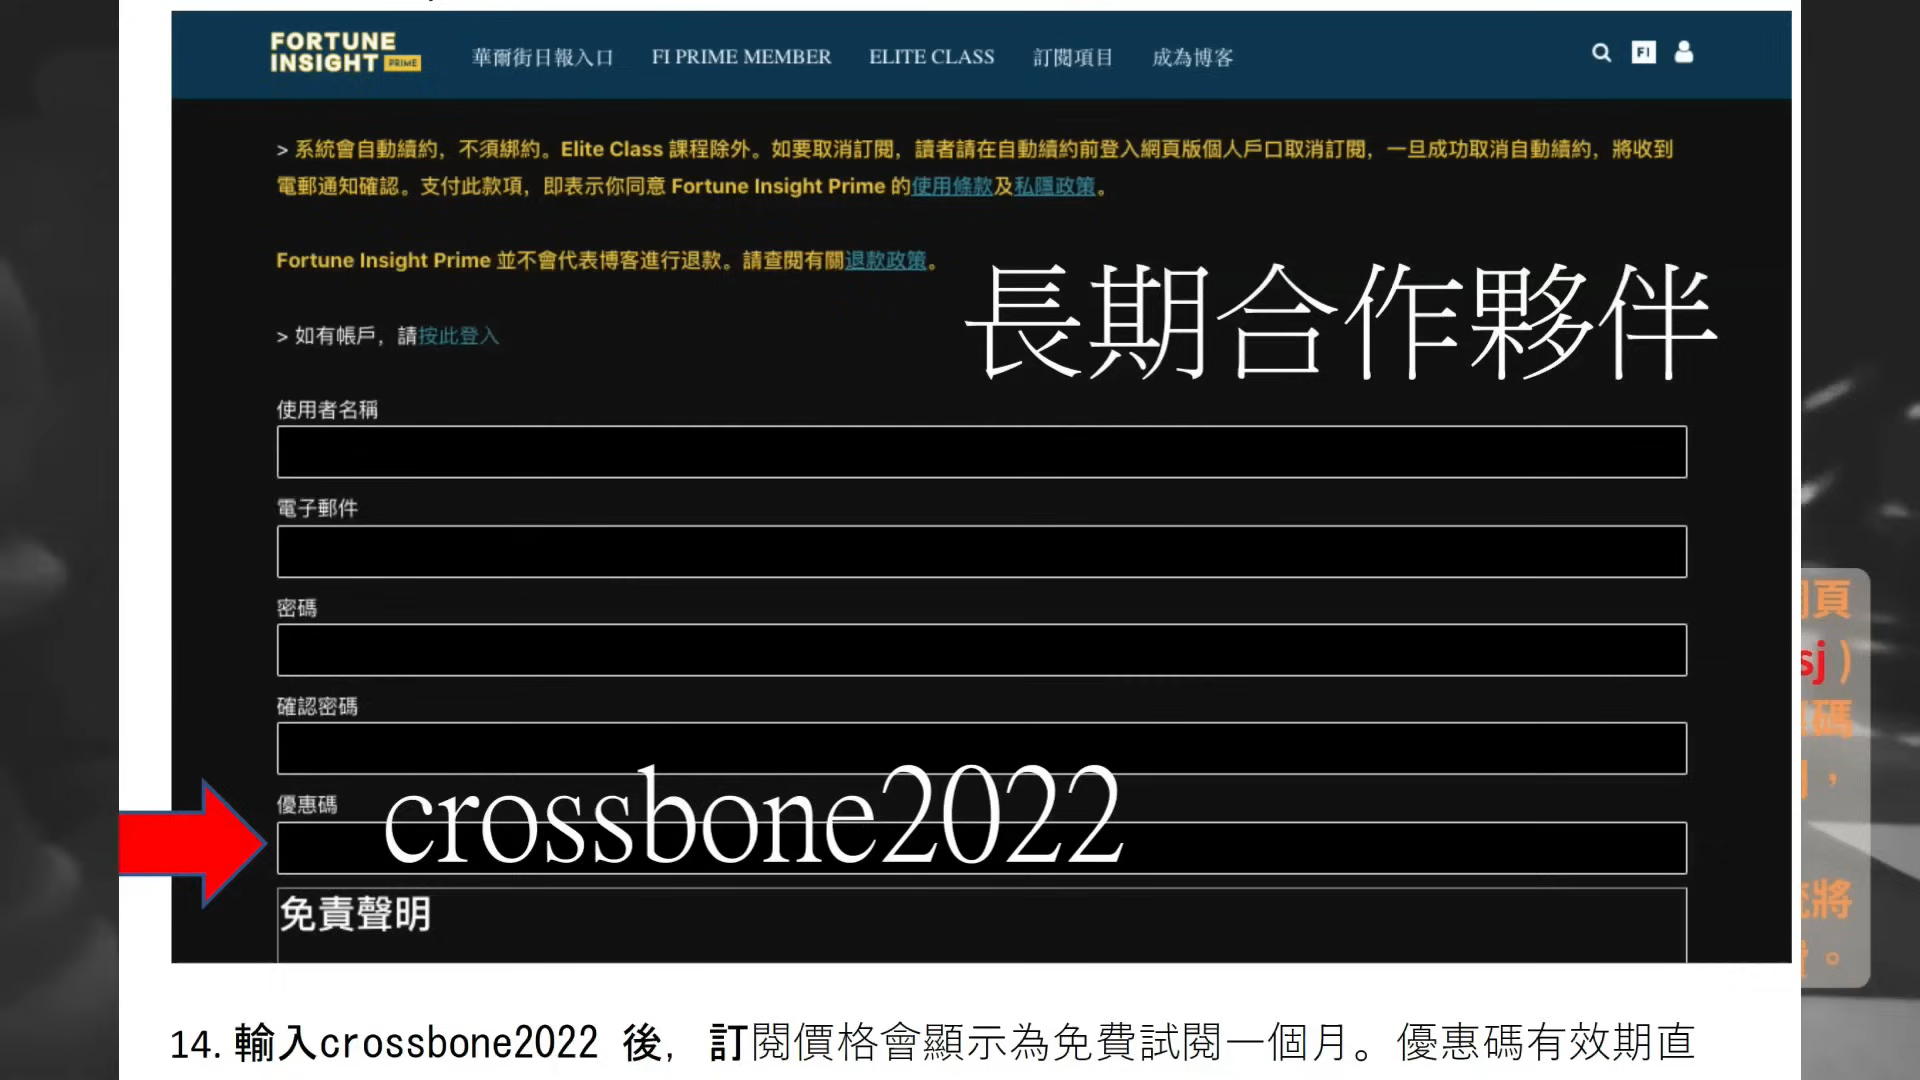 FORTUNE
INSIGHT PRIME
華爾街日報入口 FI PRIME MEMBER ELITE CLASS 訂閱項目 成為博客
FI
> 系統會自動續約，不須綁約。Elite Class 課程除外。如要取消訂閱，讀者請在自動續約前登入網頁版個人戶口取消訂閱，一旦成功取消自動續約，將收到
電郵通知確認。支付此款項，即表示你同意 Fortune Insight Prime 的使用條款及私隱政策。
Fortune Insight Prime 並不會代表博客進行退款。請查閱有關退款政策。
長期合作夥伴
> 如有帳戶，請按此登入
使用者名稱
電子郵件
密碼
確認密碼
優惠碼
crossbone2022
免責聲明
14. 輸入crossbone2022 後，訂閱價格會顯示為免費試閱一個月。優惠碼有效期直
頁
sj )
碼
，
將
。